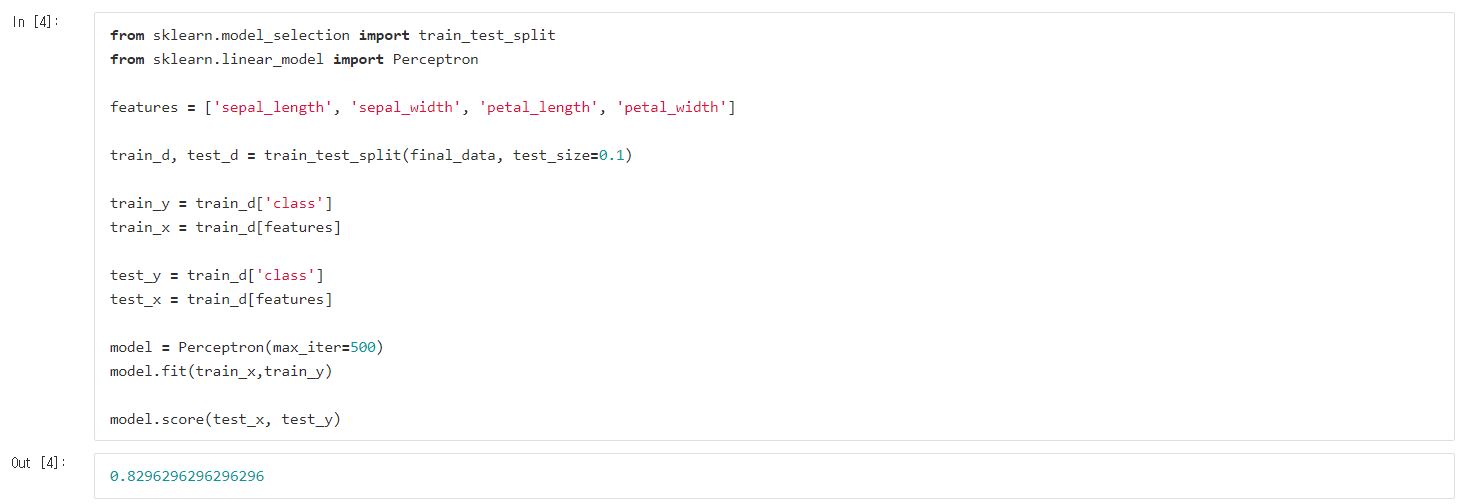 In [4]:
from sklearn.model_selection import train_test_split
from sklearn.linear_model import Perceptron
features = ['sepal_length', 'sepal_width', 'petal_length', 'petal_width']
train_d, test_d = train_test_split(final_data, test_size=0.1)
train_y = train_d['class']
train_x = train_d[features]
test_y = train_d['class']
test_x = train_d[features]
model = Perceptron(max_iter=500)
model.fit(train_x,train_y)
model.score(test_x, test_y)
Out [4]:
0.8296296296296296